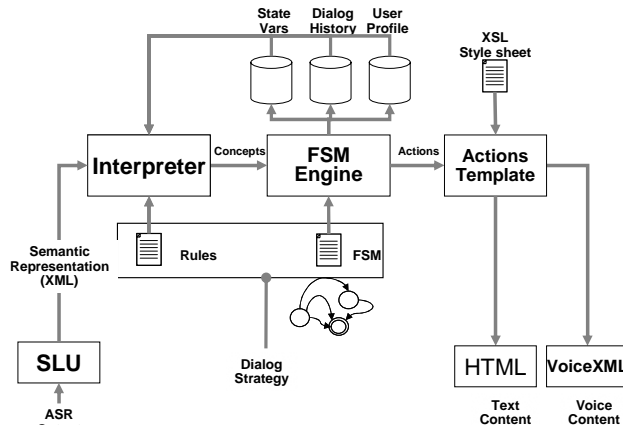 State
Vars
Dialog
History
User
Profile
XSL
Style sheet
Interpreter
Concepts
FSM
Engine
Actions
Actions
Template
Semantic
Representation
(XML)
Rules
FSM
SLU
Dialog
Strategy
HTML
VoiceXML
ASR
Text
Content
Voice
Content